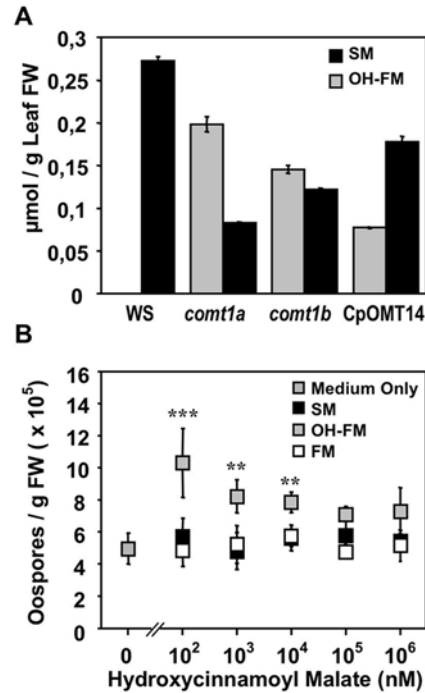 A
µmol / g Leaf FW
0,3
0,25
0,2
0,15
0,1
0,05
0
SM
OH-FM
WS comt1a comt1b CpOMT14
B
Oospores / g FW ( x 10⁵)
16
14
12
10
8
6
4
2
0
Medium Only
SM
OH-FM
FM
***
**
**
0 10² 10³ 10⁴ 10⁵ 10⁶
Hydroxycinnamoyl Malate (nM)